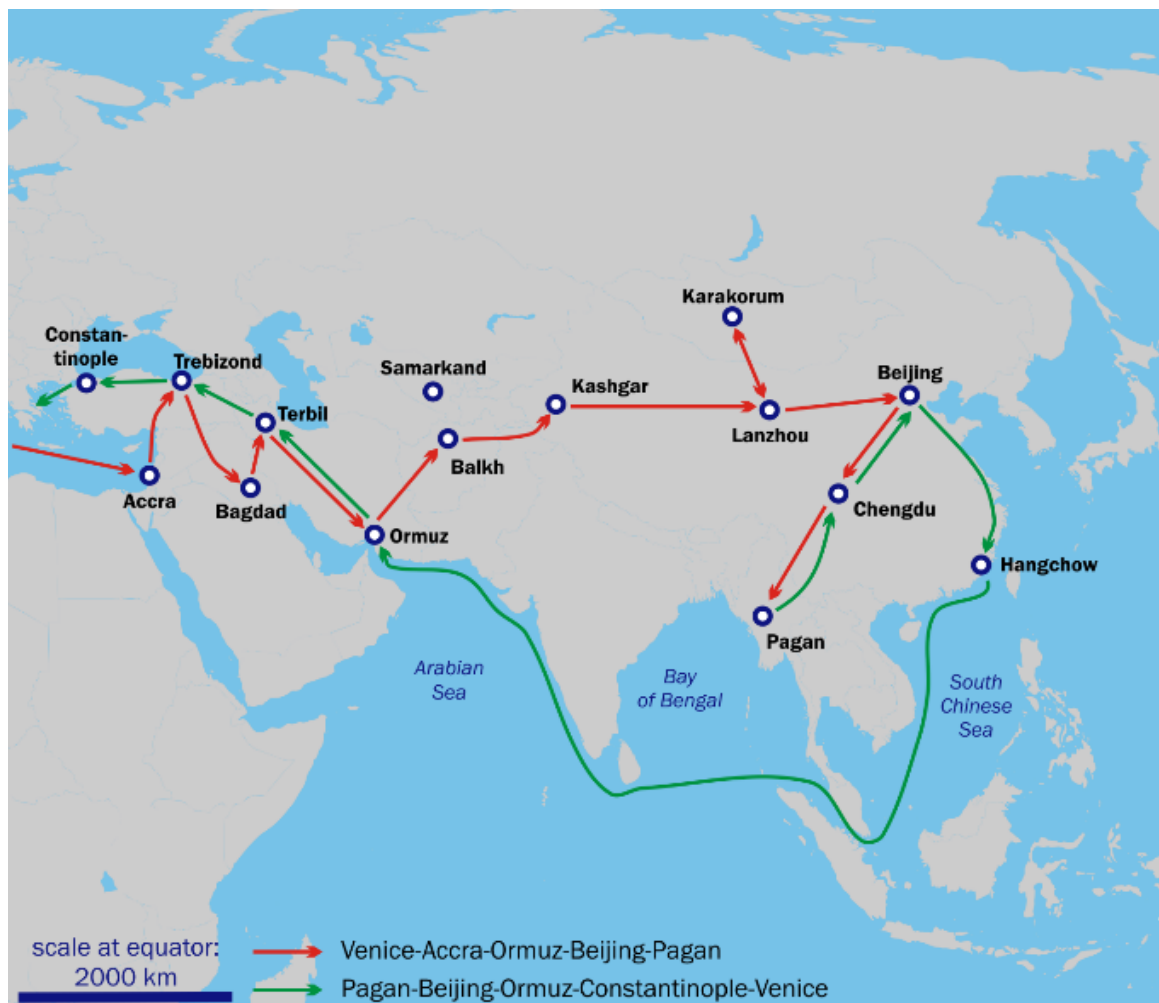 Karakorum
Constan-
tinople
Trebizond
Samarkand
Kashgar
Beijing
Terbil
Lanzhou
Balkh
Accra
Bagdad
Chengdu
Ormuz
Hangchow
Pagan
Arabian
Sea
Bay
of Bengal
South
Chinese
Sea
scale at equator:
2000 km
Venice-Accra-Ormuz-Beijing-Pagan
Pagan-Beijing-Ormuz-Constantinople-Venice